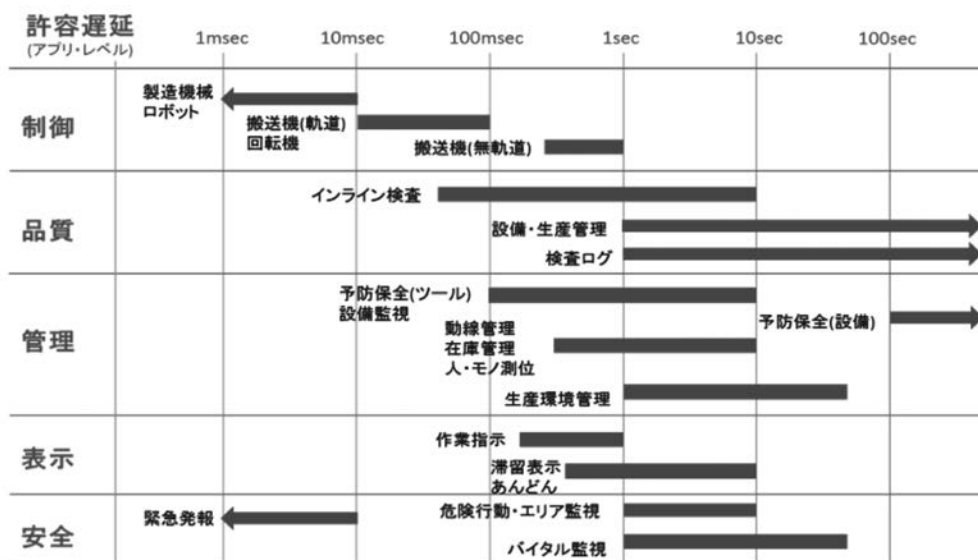 許容遅延
(アプリ・レベル)
1msec 10msec 100msec 1sec 10sec 100sec
制御
製造機械
ロボット
搬送機(軌道)
回転機
搬送機(無軌道)
品質
インライン検査
設備・生産管理
検査ログ
管理
予防保全(ツール)
設備監視
予防保全(設備)
動線管理
在庫管理
人・モノ測位
生産環境管理
表示
作業指示
滞留表示
あんどん
安全
緊急発報
危険行動・エリア監視
バイタル監視